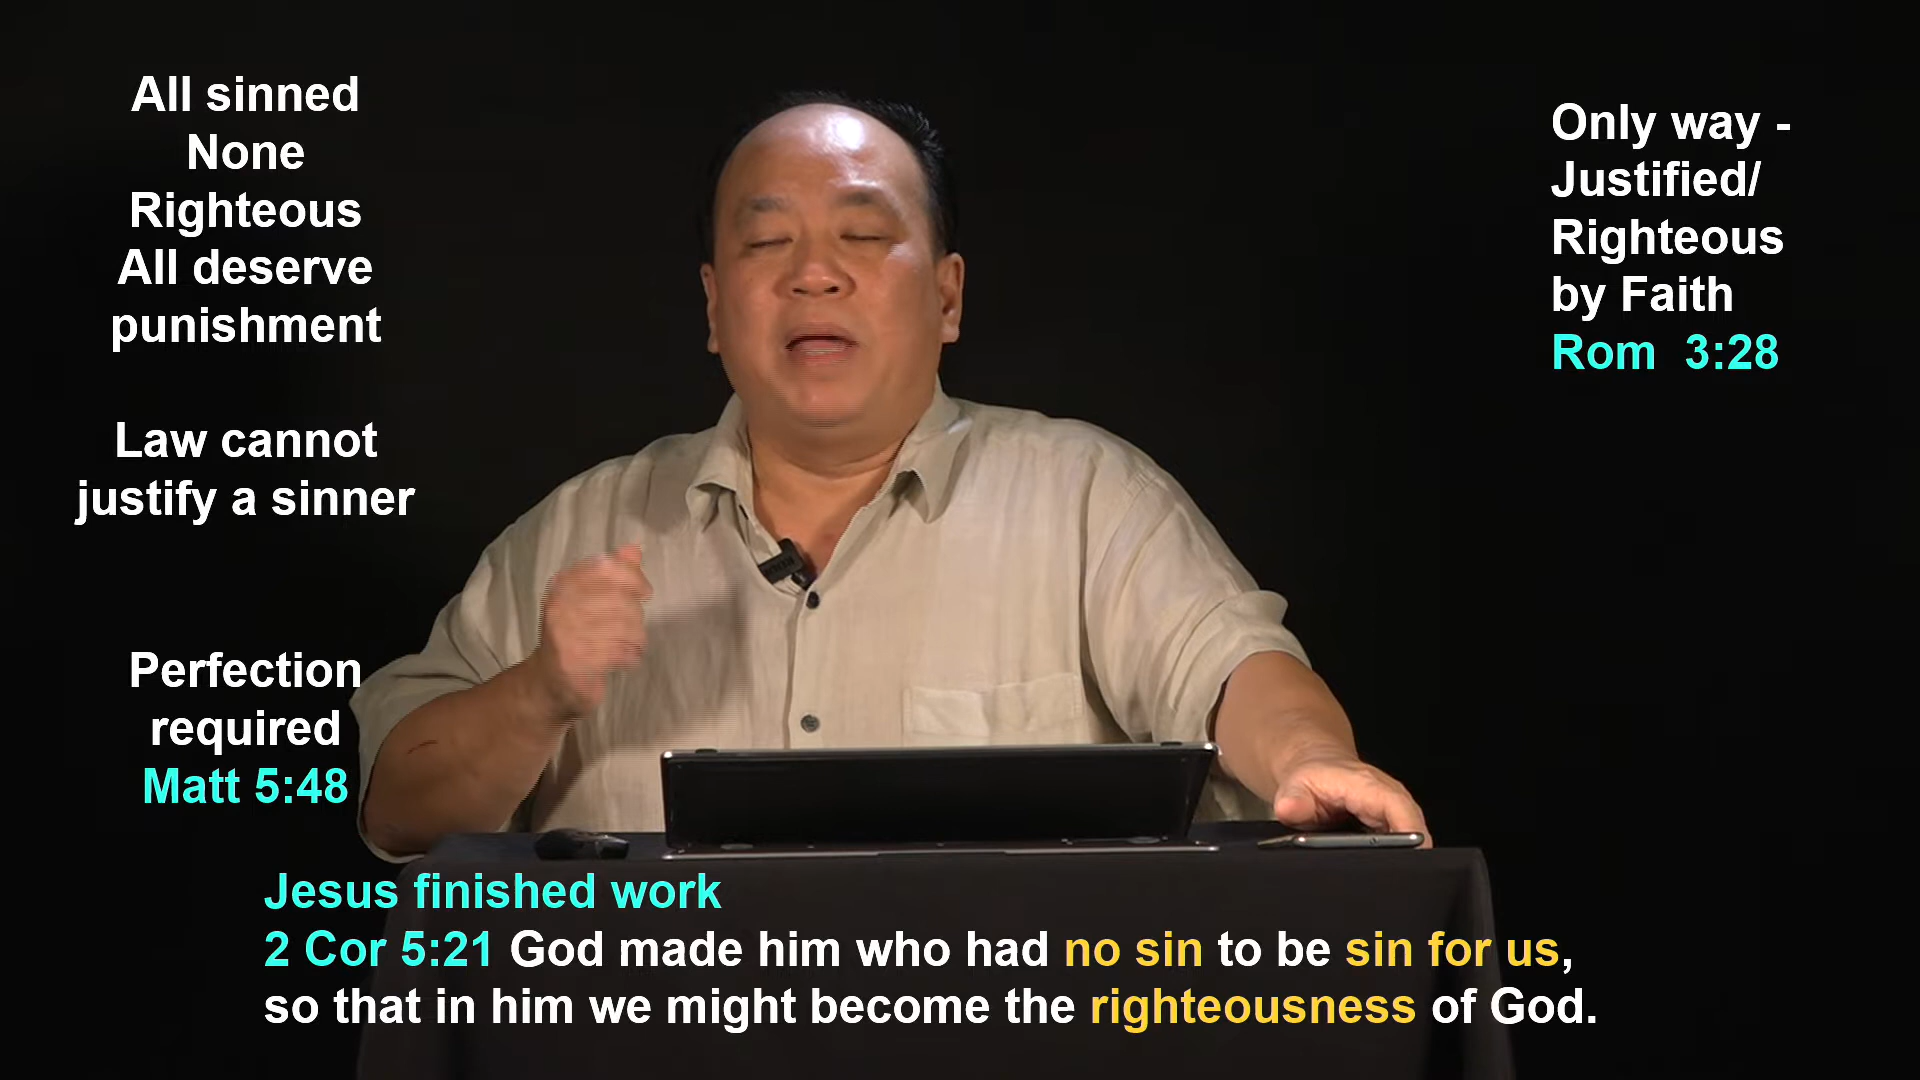 All sinned
None
Righteous
All deserve
punishment
Law cannot
justify a sinner
Perfection
required
Matt 5:48
Only way -
Justified/
Righteous
by Faith
Rom 3:28
Jesus finished work
2 Cor 5:21 God made him who had no sin to be sin for us,
so that in him we might become the righteousness of God.